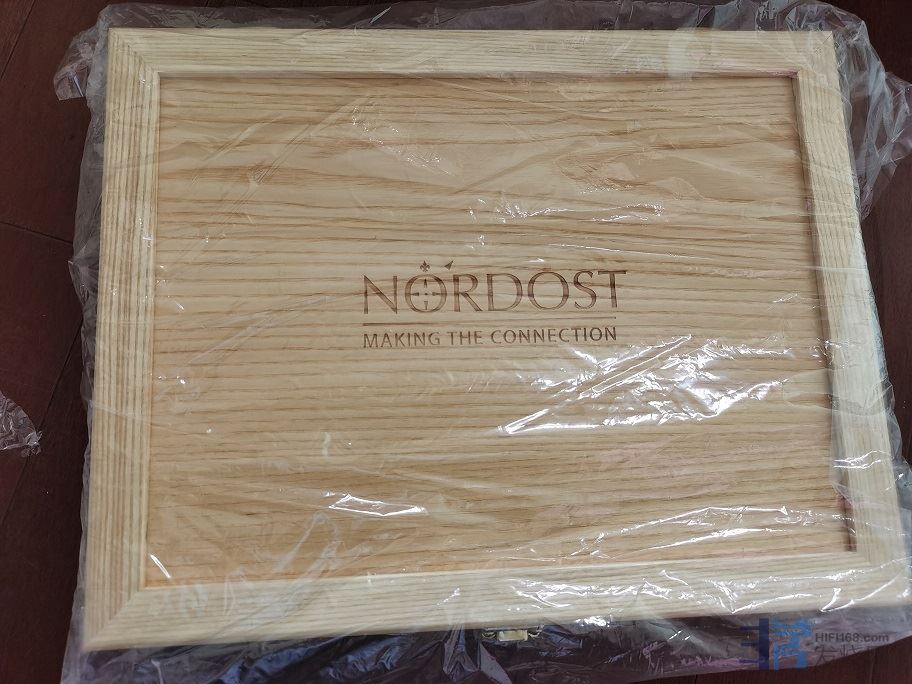 NORDOST
MAKING THE CONNECTION
HIFI168.com